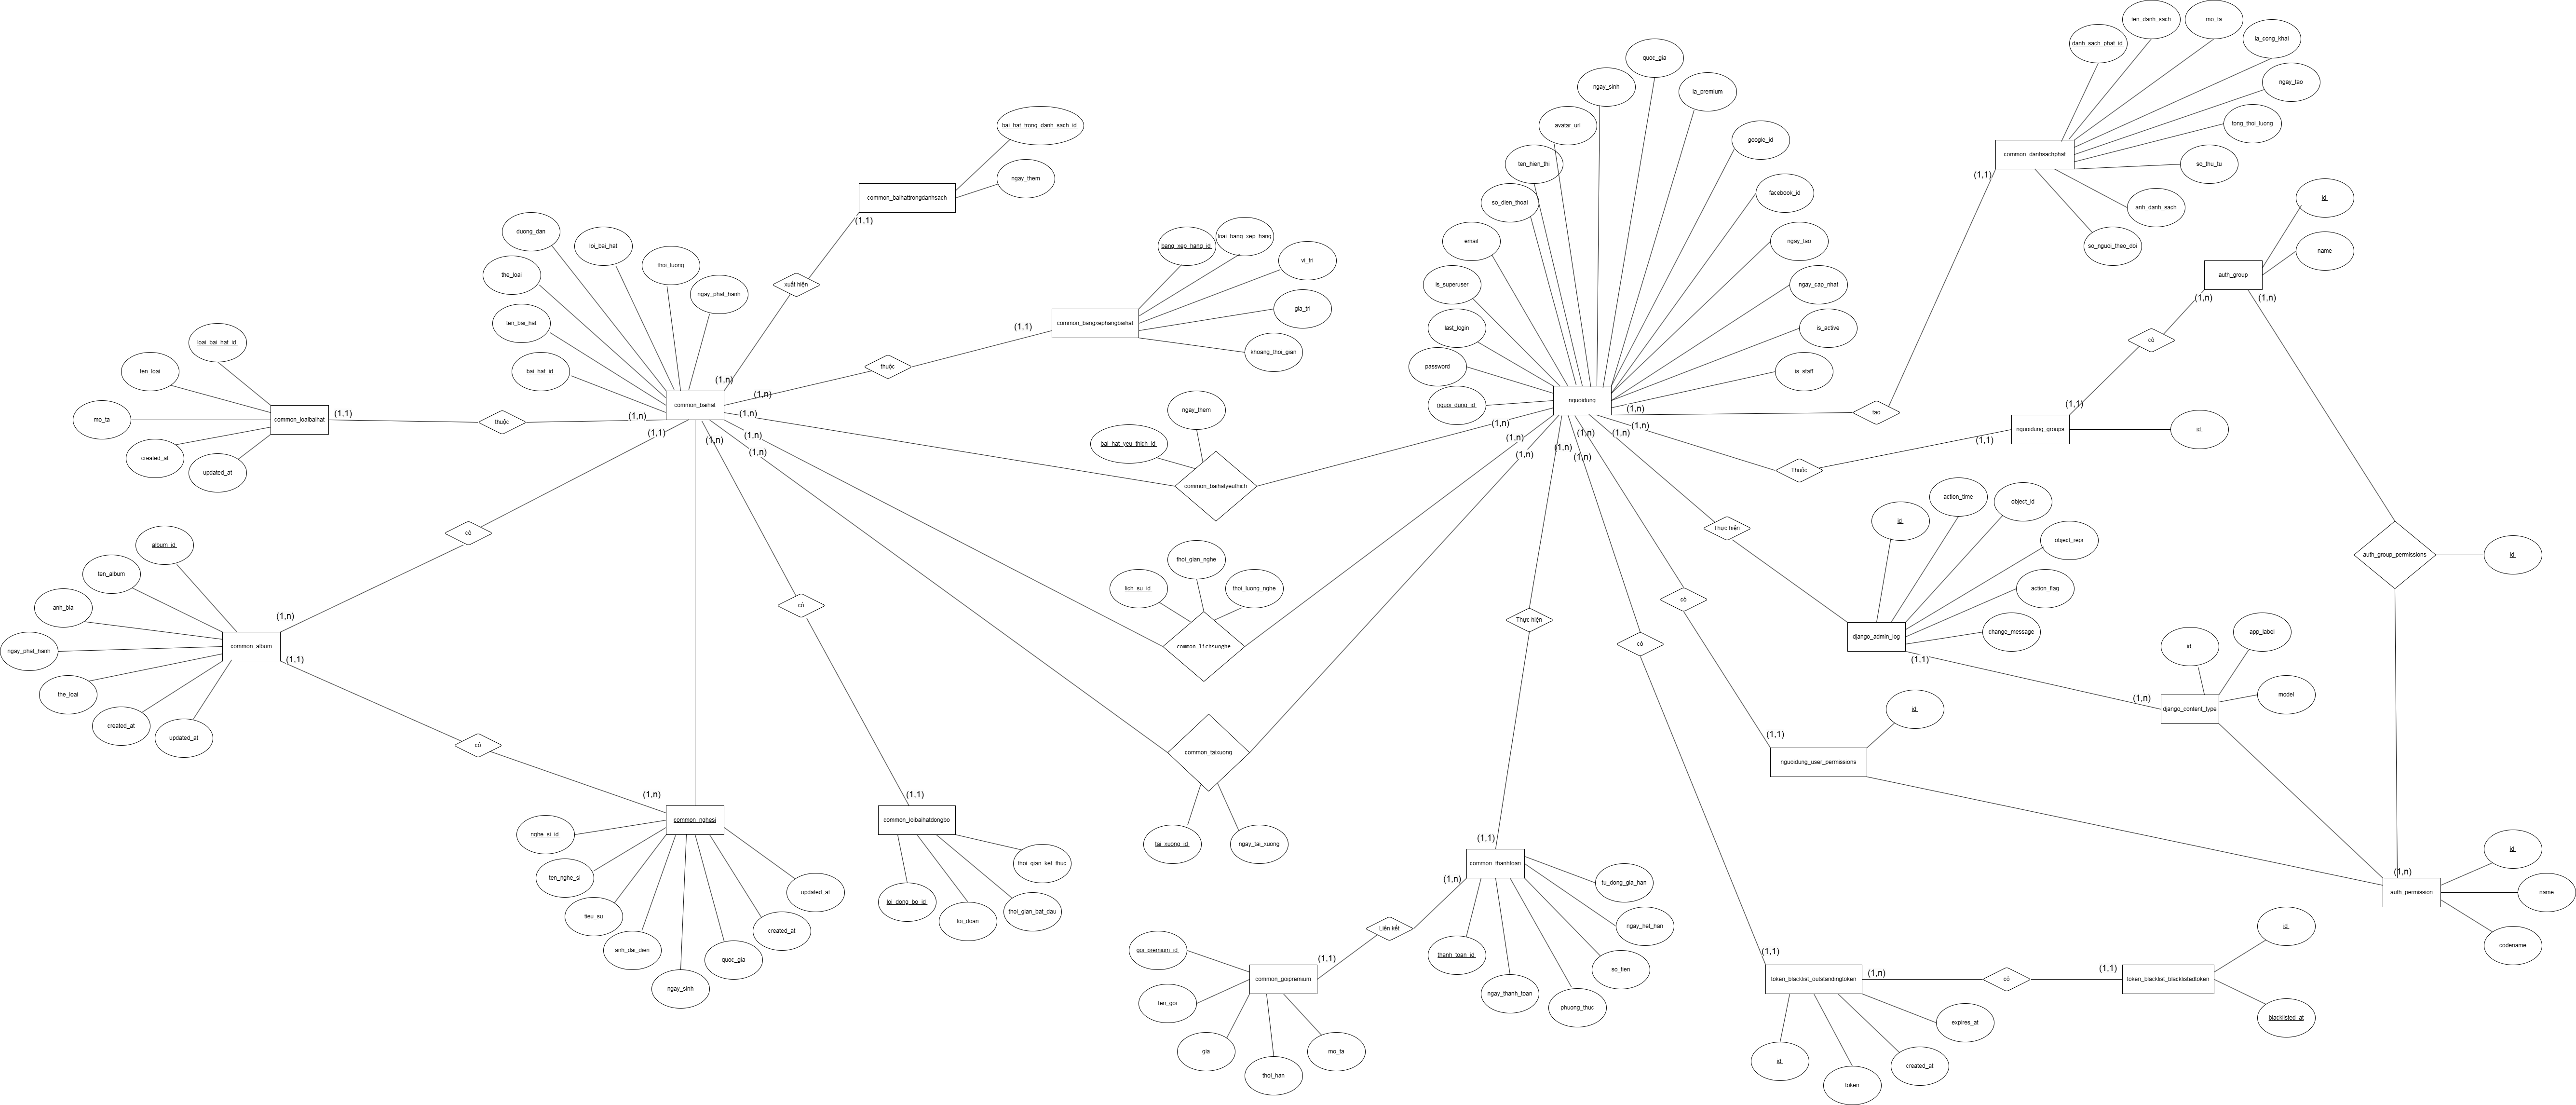 ten_danh_sach
mo_ta
danh_sach_phat_id
la_cong_khai
ngay_tao
tong_thoi_luong
so_thu_tu
anh_danh_sach
so_nguoi_theo_doi
common_danhsachphat
(1,1)
quoc_gia
ngay_sinh
la_premium
avatar_url
google_id
ten_hien_thi
facebook_id
so_dien_thoai
email
ngay_tao
is_superuser
ngay_cap_nhat
last_login
is_active
password
is_staff
nguoi_dung_id
nguoidung
(1,n)
tạo
bai_hat_trong_danh_sach_id
ngay_them
common_baihattrongdanhsach
(1,1)
xuất hiện
(1,n)
duong_dan
loi_bai_hat
thoi_luong
the_loai
ngay_phat_hanh
ten_bai_hat
bai_hat_id
common_baihat
bang_xep_hang_id
loai_bang_xep_hang
vi_tri
gia_tri
khoang_thoi_gian
common_bangxephangbaihat
(1,1)
thuộc
(1,n)
loai_bai_hat_id
ten_loai
mo_ta
created_at
updated_at
common_loaibaihat
(1,1)
thuộc
(1,n)
id
name
auth_group
(1,n)
(1,n)
có
(1,1)
nguoidung_groups
id
(1,n)
Thuộc
(1,1)
ngay_them
bai_hat_yeu_thich_id
common_baihatyeuthich
(1,n)
(1,n)
thoi_gian_nghe
lich_su_id
thoi_luong_nghe
common_lichsunghe
(1,n)
(1,n)
common_taixuong
tai_xuong_id
ngay_tai_xuong
(1,n)
(1,n)
(1,1)
có
(1,n)
album_id
ten_album
anh_bia
ngay_phat_hanh
the_loai
created_at
updated_at
common_album
(1,1)
có
(1,n)
common_nghesi
nghe_si_id
ten_nghe_si
tieu_su
anh_dai_dien
ngay_sinh
quoc_gia
created_at
updated_at
(1,n)
có
(1,1)
common_loibaihatdongbo
loi_dong_bo_id
loi_doan
thoi_gian_bat_dau
thoi_gian_ket_thuc
(1,n)
Thực hiện
(1,1)
common_thanhtoan
thanh_toan_id
ngay_thanh_toan
phuong_thuc
so_tien
ngay_het_han
tu_dong_gia_han
(1,n)
Liên kết
(1,1)
common_goipremium
goi_premium_id
ten_goi
gia
thoi_han
mo_ta
(1,n)
Thực hiện
id
action_time
object_id
object_repr
action_flag
change_message
django_admin_log
(1,1)
(1,n)
id
app_label
model
django_content_type
(1,n)
có
(1,1)
nguoidung_user_permissions
id
auth_group_permissions
id
(1,n)
auth_permission
id
name
codename
(1,n)
có
(1,1)
token_blacklist_outstandingtoken
id
token
created_at
expires_at
(1,n)
có
(1,1)
token_blacklist_blacklistedtoken
id
blacklisted_at